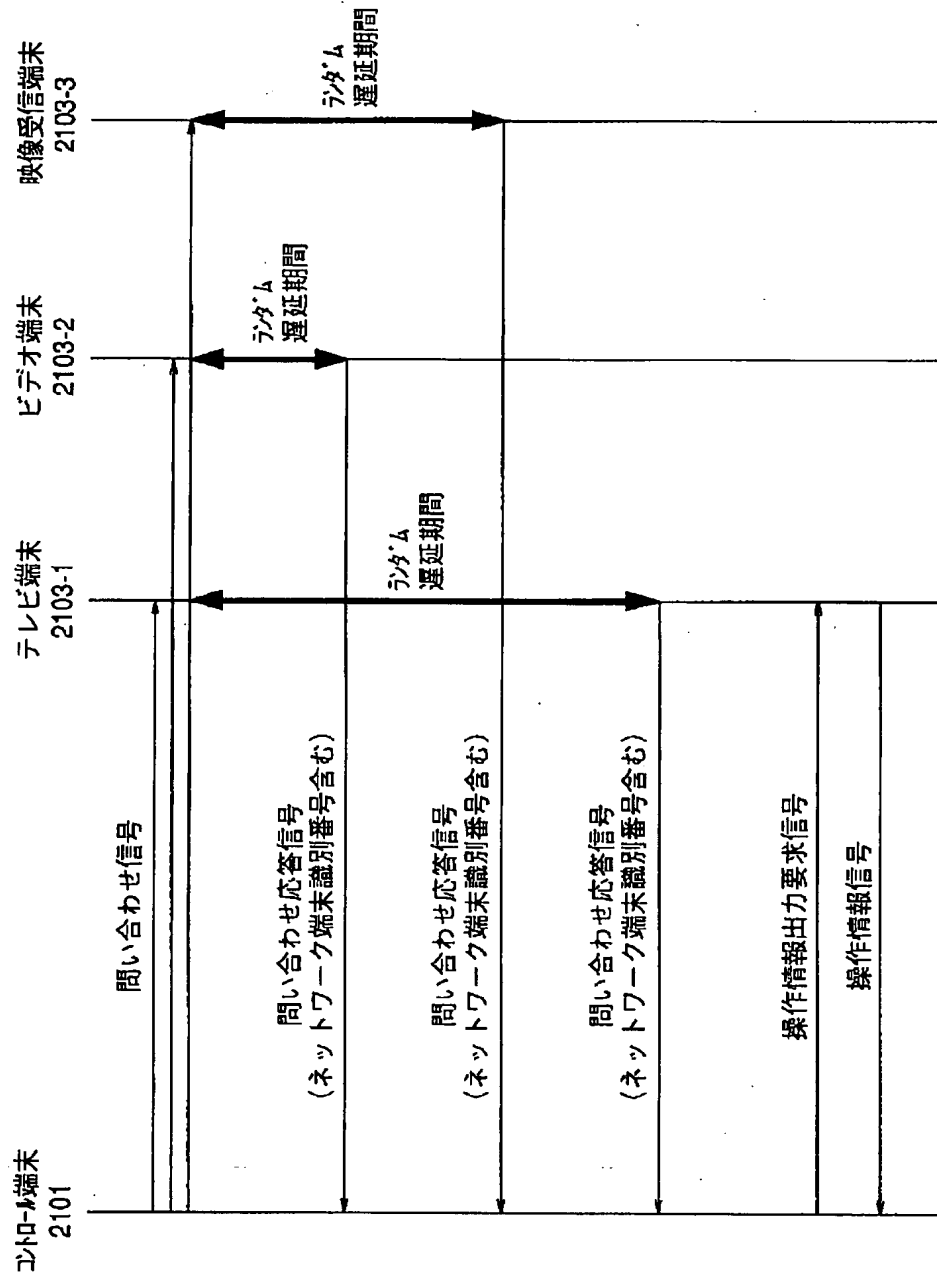 コントロール端末
2101
テレビ端末
2103-1
ビデオ端末
2103-2
映像受信端末
2103-3
問い合わせ信号
ランダム
遅延期間
ランダム
遅延期間
ランダム
遅延期間
問い合わせ応答信号
(ネットワーク端末識別番号含む)
問い合わせ応答信号
(ネットワーク端末識別番号含む)
問い合わせ応答信号
(ネットワーク端末識別番号含む)
操作情報出力要求信号
操作情報信号